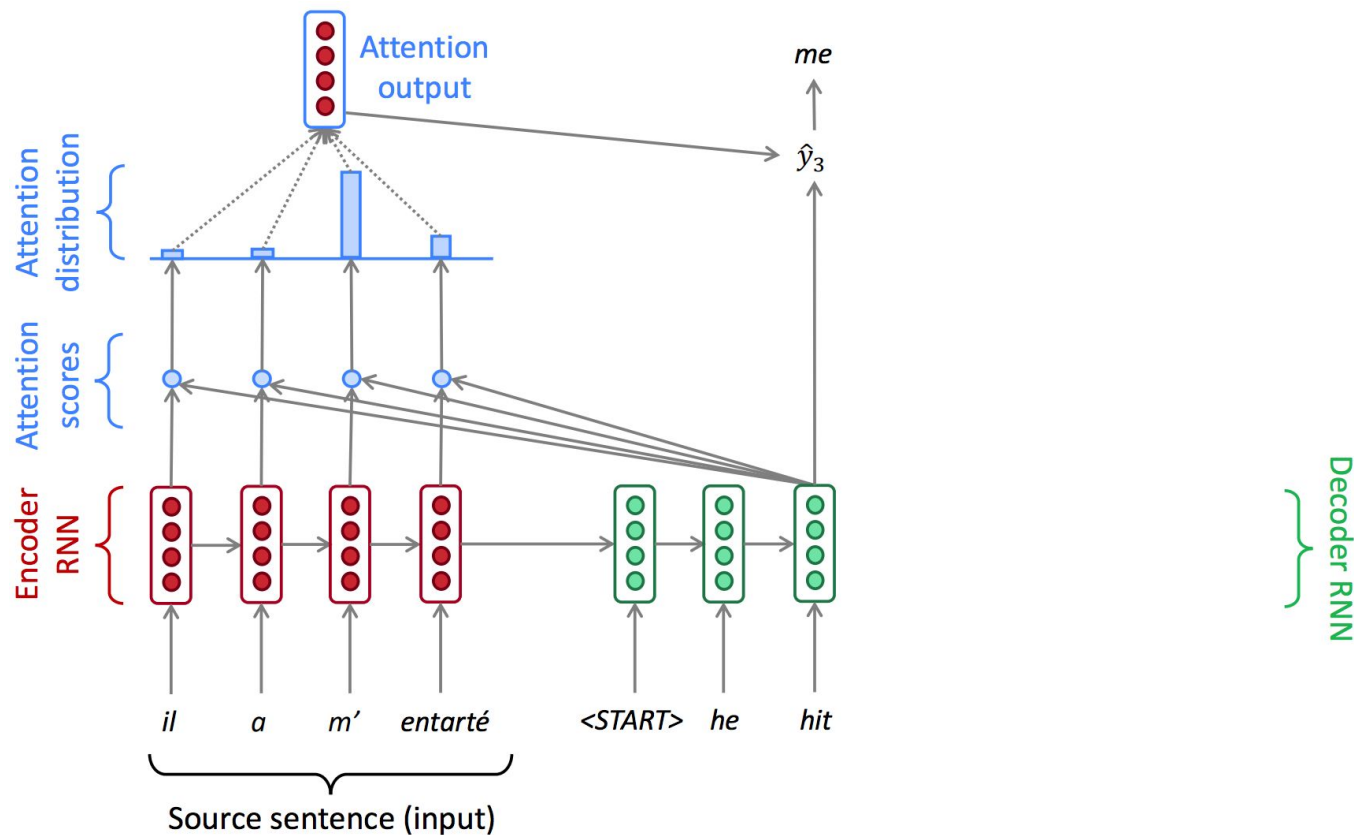 Attention
output
me
ŷ3
Attention
distribution
Attention
scores
Encoder
RNN
Decoder RNN
il a m’ entarté <START> he hit
Source sentence (input)